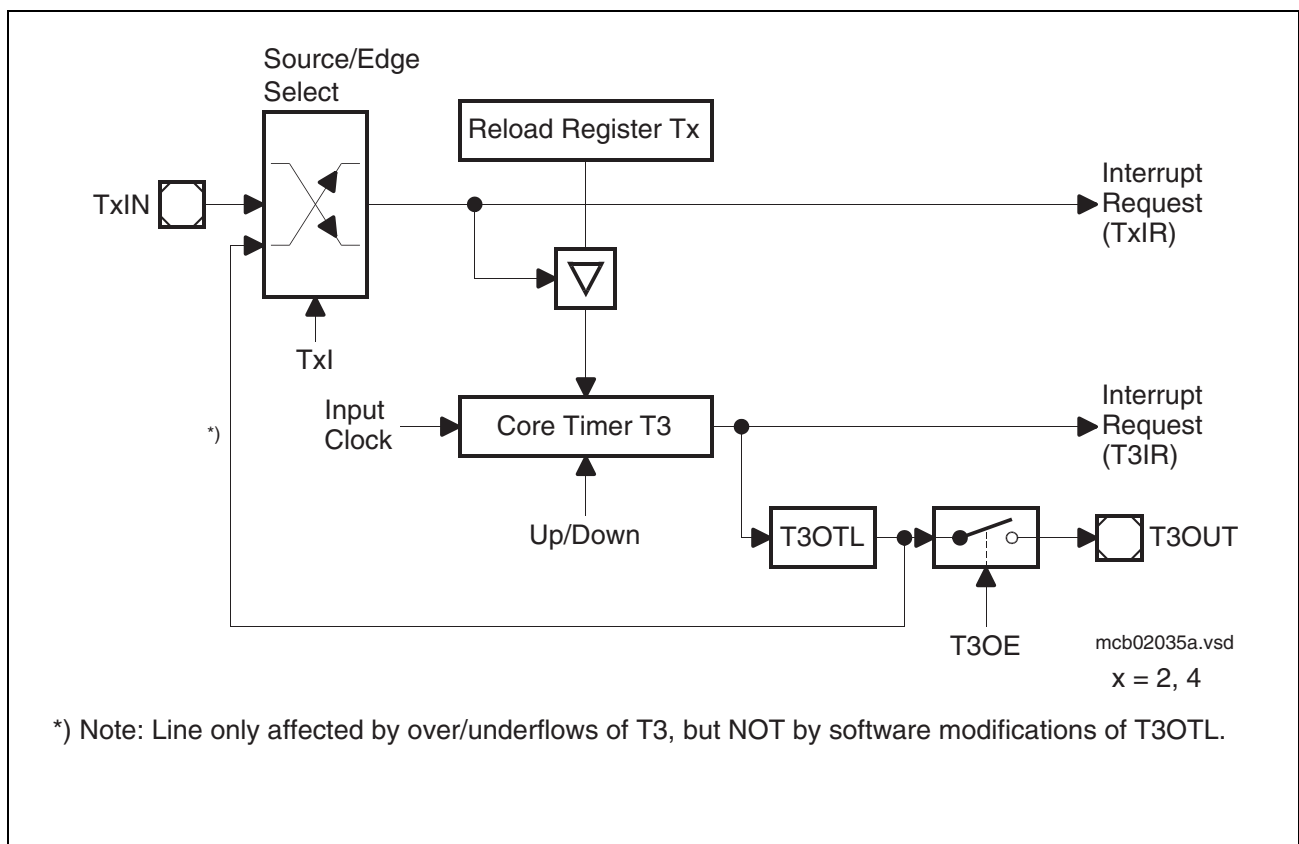 Source/Edge
Select
Reload Register Tx
TxIN
Interrupt
Request
(TxIR)
TxI
Input
Clock
Core Timer T3
Interrupt
Request
(T3IR)
*)
Up/Down
T3OTL
T3OUT
T3OE
mcb02035a.vsd
x = 2, 4
*) Note: Line only affected by over/underflows of T3, but NOT by software modifications of T3OTL.